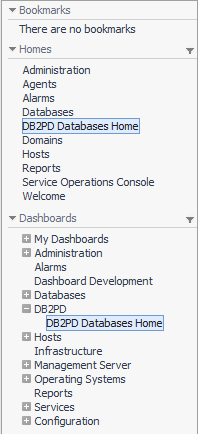 Bookmarks
There are no bookmarks
Homes
Administration
Agents
Alarms
Databases
DB2PD Databases Home
Domains
Hosts
Reports
Service Operations Console
Welcome
Dashboards
My Dashboards
Administration
Alarms
Dashboard Development
Databases
DB2PD
DB2PD Databases Home
Hosts
Infrastructure
Management Server
Operating Systems
Reports
Services
Configuration